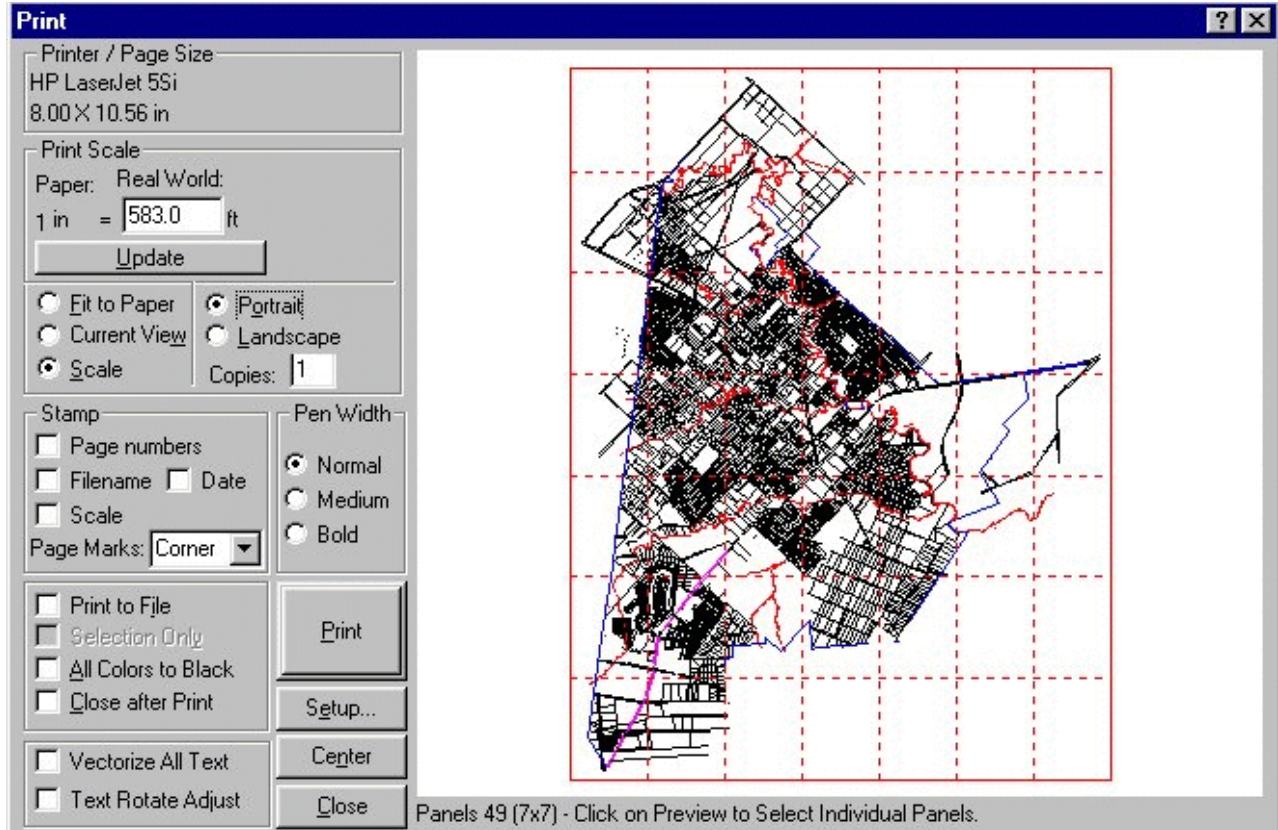 Print
Printer / Page Size
HP LaserJet 5Si
8.00 X 10.56 in
Print Scale
Paper: Real World:
1 in = 583.0 ft
Update
Fit to Paper
Current View
Scale
Portrait
Landscape
Copies: 1
Stamp
Page numbers
Filename Date
Scale
Page Marks: Corner
Pen Width
Normal
Medium
Bold
Print to File
Selection Only
All Colors to Black
Close after Print
Vectorize All Text
Text Rotate Adjust
Print
Setup...
Center
Close
Panels 49 (7x7) - Click on Preview to Select Individual Panels.